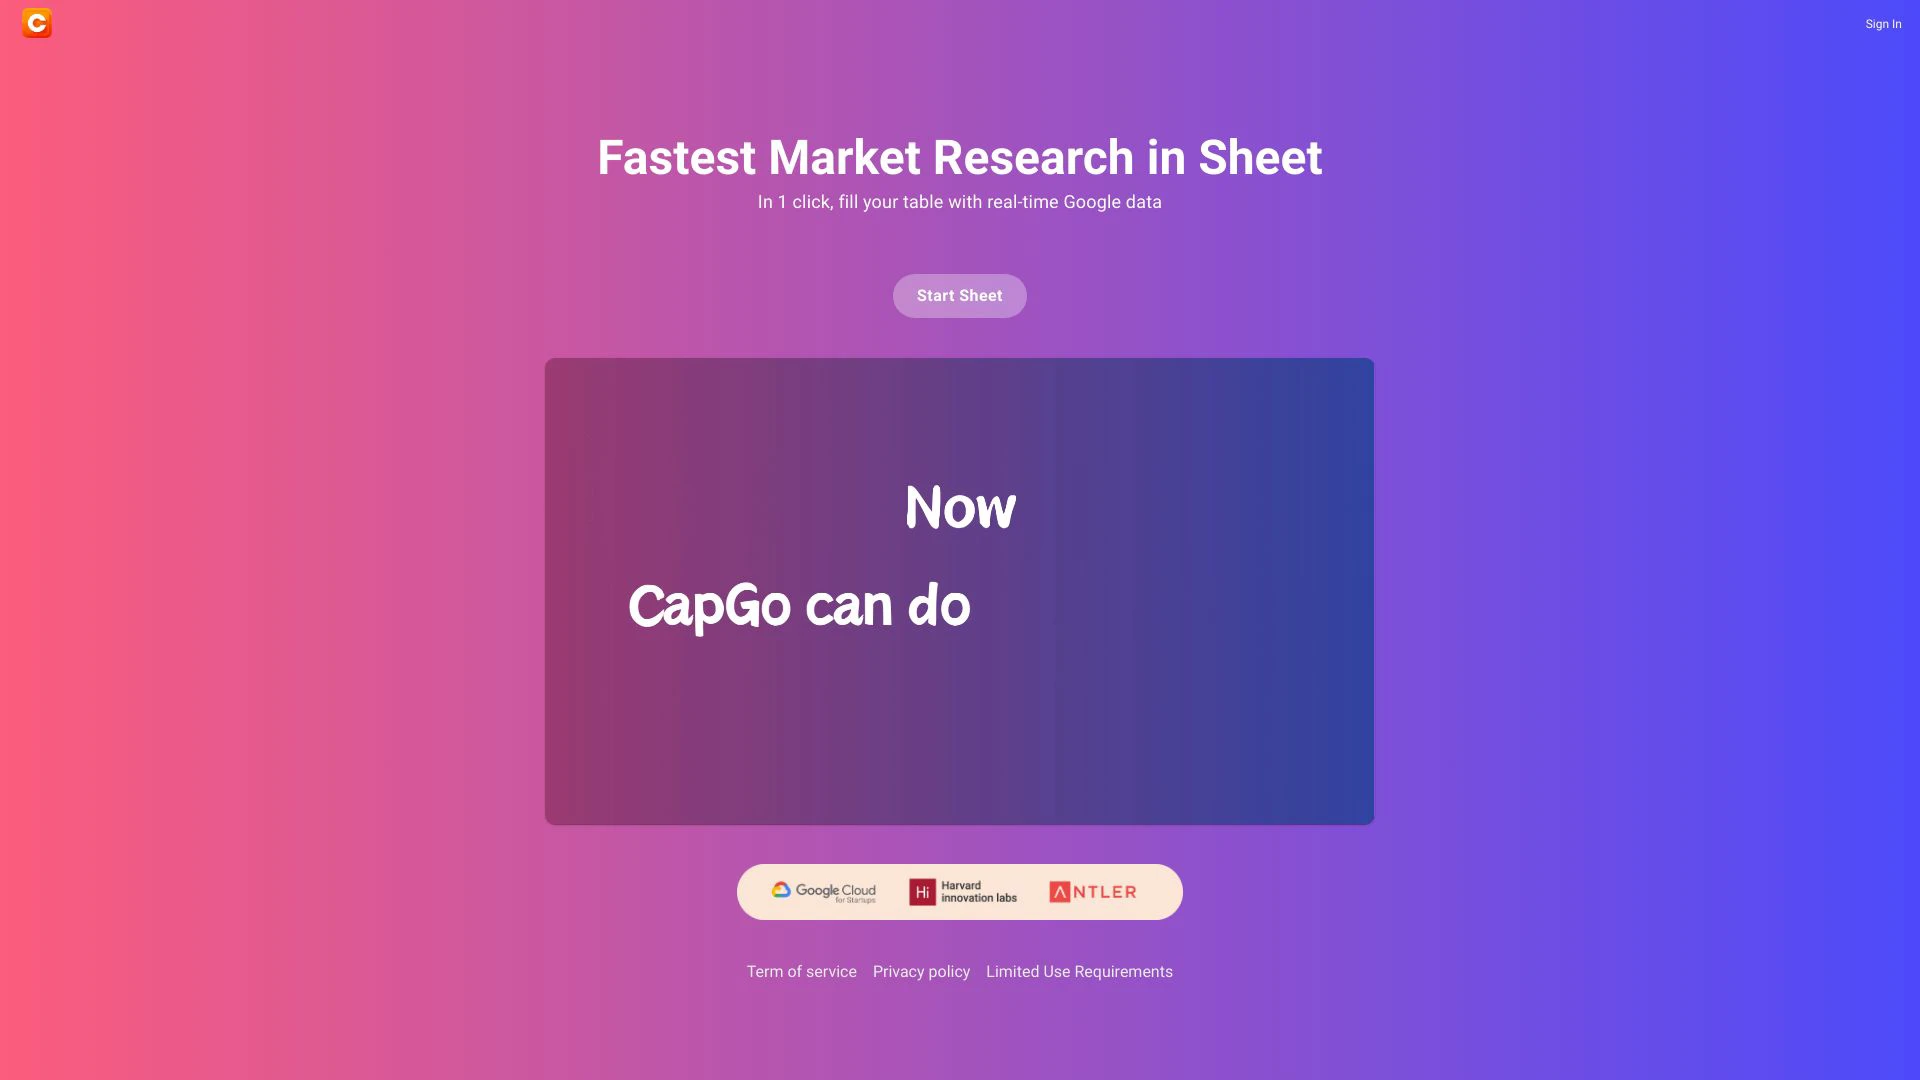 Sign In
Fastest Market Research in Sheet
In 1 click, fill your table with real-time Google data
Start Sheet
Now
CapGo can do
Google Cloud
for Startups
Hi
Harvard
innovation labs
ANTLER
Term of service Privacy policy Limited Use Requirements